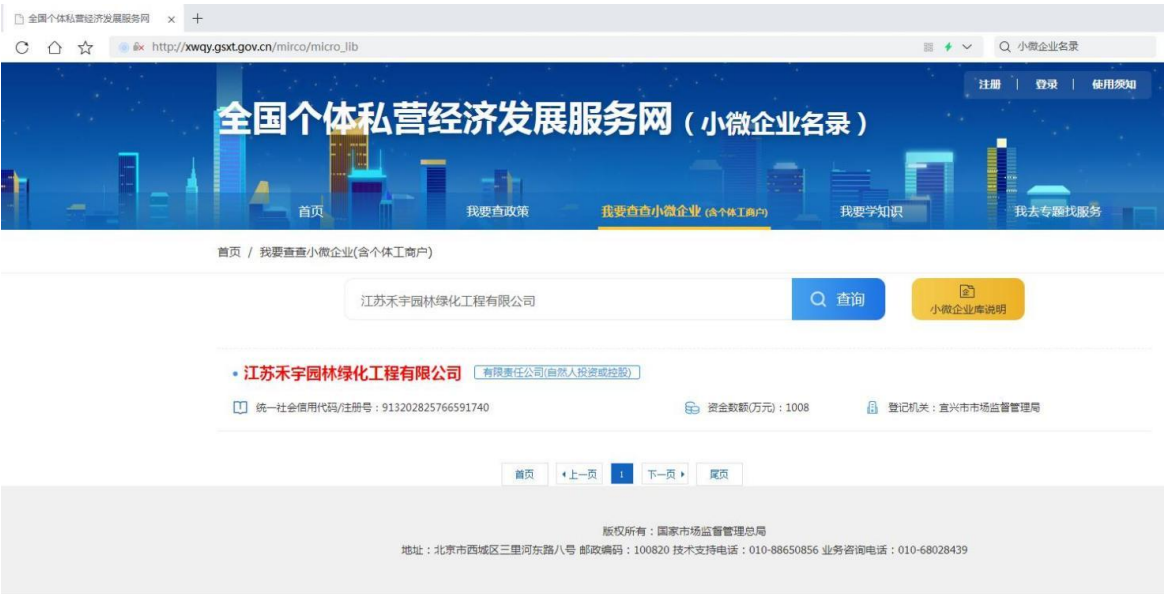 全国个体私营经济发展服务网 × +
http://xwqy.gsxt.gov.cn/mirco/micro_lib 小微企业名录
注册 | 登录 | 使用须知
全国个体私营经济发展服务网（小微企业名录）
首页 我要查政策 我要查查小微企业 (含个体工商户) 我要学知识 我去专题找服务
首页 / 我要查查小微企业(含个体工商户)
江苏禾宇园林绿化工程有限公司 查询 小微企业库说明
• 江苏禾宇园林绿化工程有限公司 有限责任公司(自然人投资或控股)
统一社会信用代码/注册号：913202825766591740 资金数额(万元)：1008 登记机关：宜兴市市场监督管理局
首页 上一页 1 下一页 尾页
版权所有：国家市场监督管理总局
地址：北京市西城区三里河东路八号 邮政编码：100820 技术支持电话：010-88650856 业务咨询电话：010-68028439